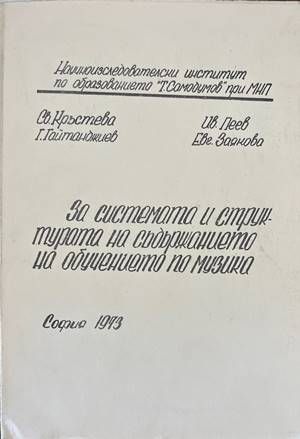 Научноизследователски институт
по образованието "Т. Самодумов" при МНП
Св. Кръстева Ив. Пеев
Г. Гайтанджиев Евг. Заякова
За системата и струк-
турата на съдържанието
на обучението по музика
София 1973